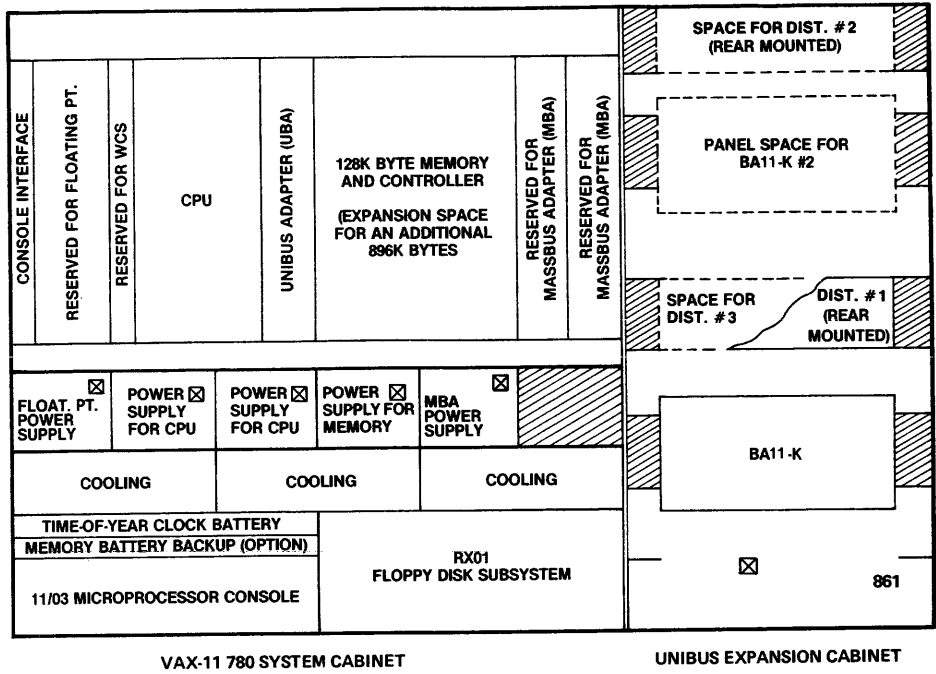 CONSOLE INTERFACE
RESERVED FOR FLOATING PT.
RESERVED FOR WCS
CPU
UNIBUS ADAPTER (UBA)
128K BYTE MEMORY
AND CONTROLLER
(EXPANSION SPACE
FOR AN ADDITIONAL
896K BYTES
RESERVED FOR
MASSBUS ADAPTER (MBA)
RESERVED FOR
MASSBUS ADAPTER (MBA)
FLOAT. PT.
POWER
SUPPLY
POWER
SUPPLY
FOR CPU
POWER
SUPPLY
FOR CPU
POWER
SUPPLY FOR
MEMORY
MBA
POWER
SUPPLY
COOLING
COOLING
COOLING
TIME-OF-YEAR CLOCK BATTERY
MEMORY BATTERY BACKUP (OPTION)
11/03 MICROPROCESSOR CONSOLE
RX01
FLOPPY DISK SUBSYSTEM
VAX-11 780 SYSTEM CABINET
SPACE FOR DIST. #2
(REAR MOUNTED)
PANEL SPACE FOR
BA11-K #2
SPACE FOR
DIST. #3
DIST. #1
(REAR
MOUNTED)
BA11-K
861
UNIBUS EXPANSION CABINET